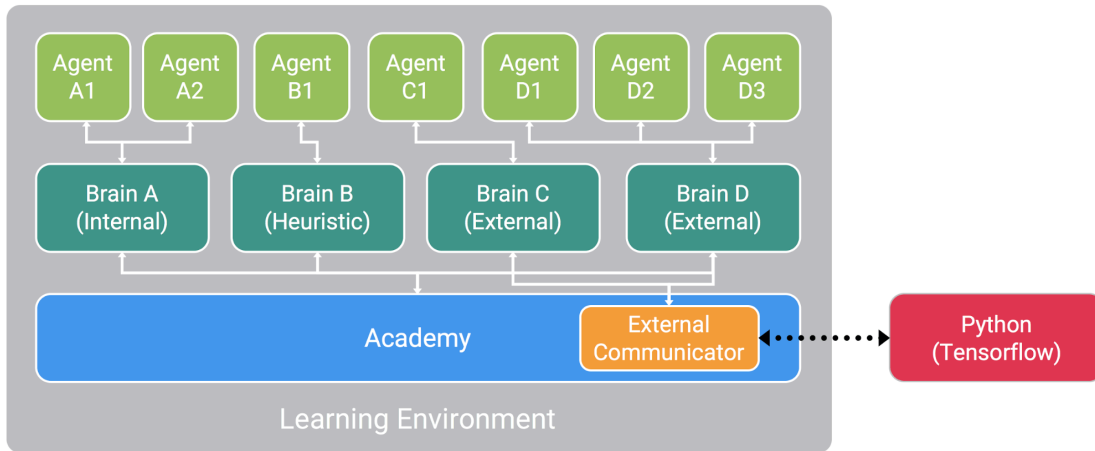 Agent
A1
Agent
A2
Agent
B1
Agent
C1
Agent
D1
Agent
D2
Agent
D3
Brain A
(Internal)
Brain B
(Heuristic)
Brain C
(External)
Brain D
(External)
Academy
External
Communicator
Python
(Tensorflow)
Learning Environment